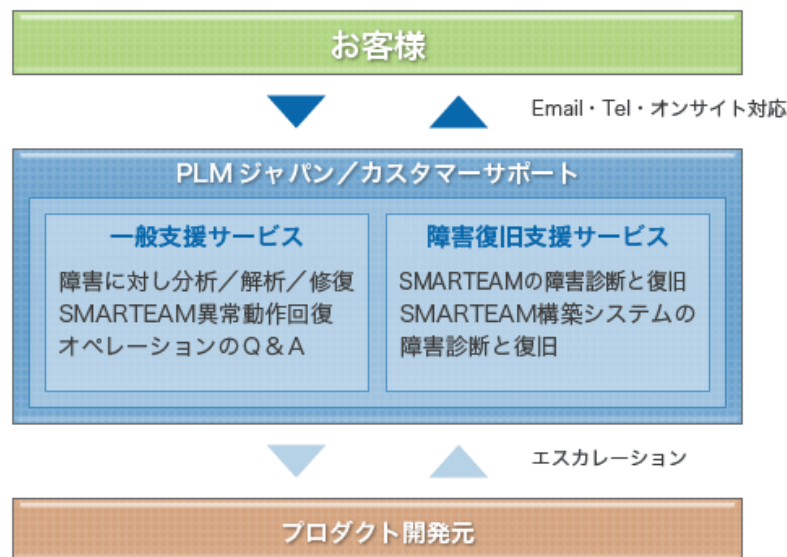 お客様
Email・Tel・オンサイト対応
PLMジャパン／カスタマーサポート
一般支援サービス
障害に対し分析／解析／修復
SMARTEAM異常動作回復
オペレーションのＱ＆Ａ
障害復旧支援サービス
SMARTEAMの障害診断と復旧
SMARTEAM構築システムの
障害診断と復旧
エスカレーション
プロダクト開発元